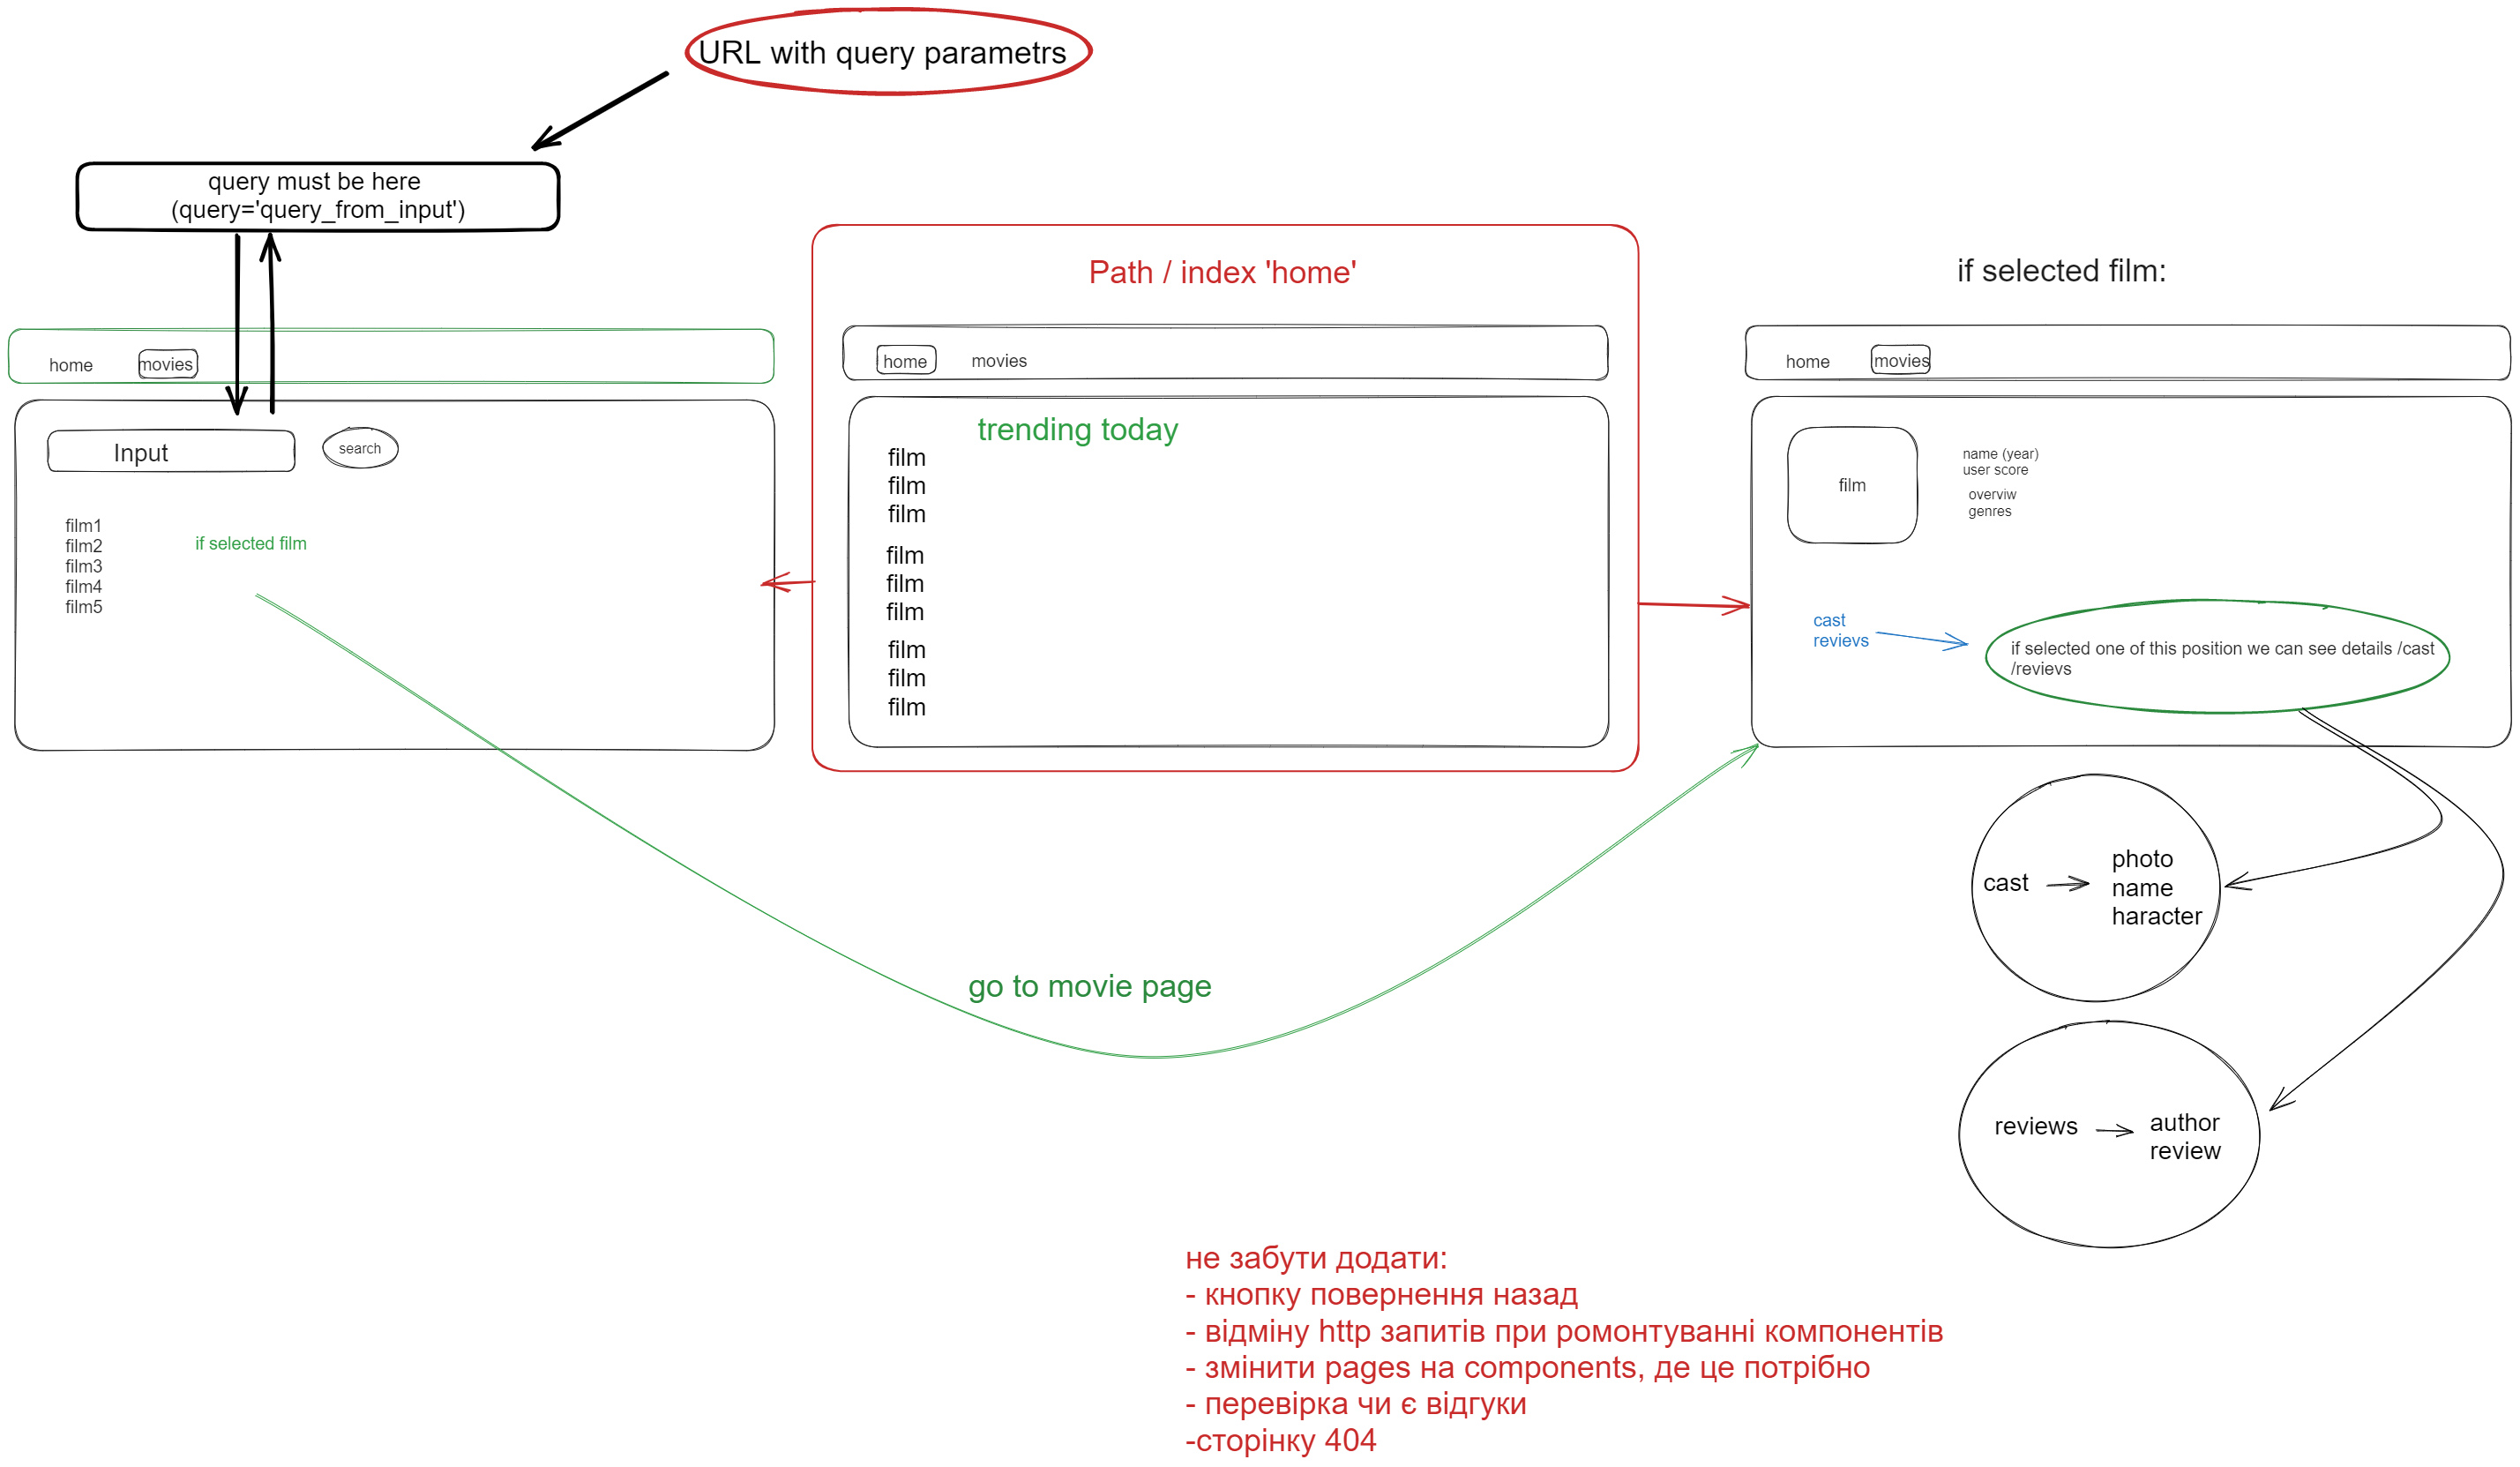 URL with query parametrs
query must be here
(query='query_from_input')
home
movies
Input
search
film1
film2
film3
film4
film5
if selected film
Path / index 'home'
home
movies
trending today
film
film
film
film
film
film
film
film
film
if selected film:
home
movies
film
name (year)
user score
overviw
genres
cast
revievs
if selected one of this position we can see details /cast
/revievs
go to movie page
cast
photo
name
haracter
reviews
author
review
не забути додати:
- кнопку повернення назад
- відміну http запитів при ромонтуванні компонентів
- змінити pages на components, де це потрібно
- перевірка чи є відгуки
-сторінку 404